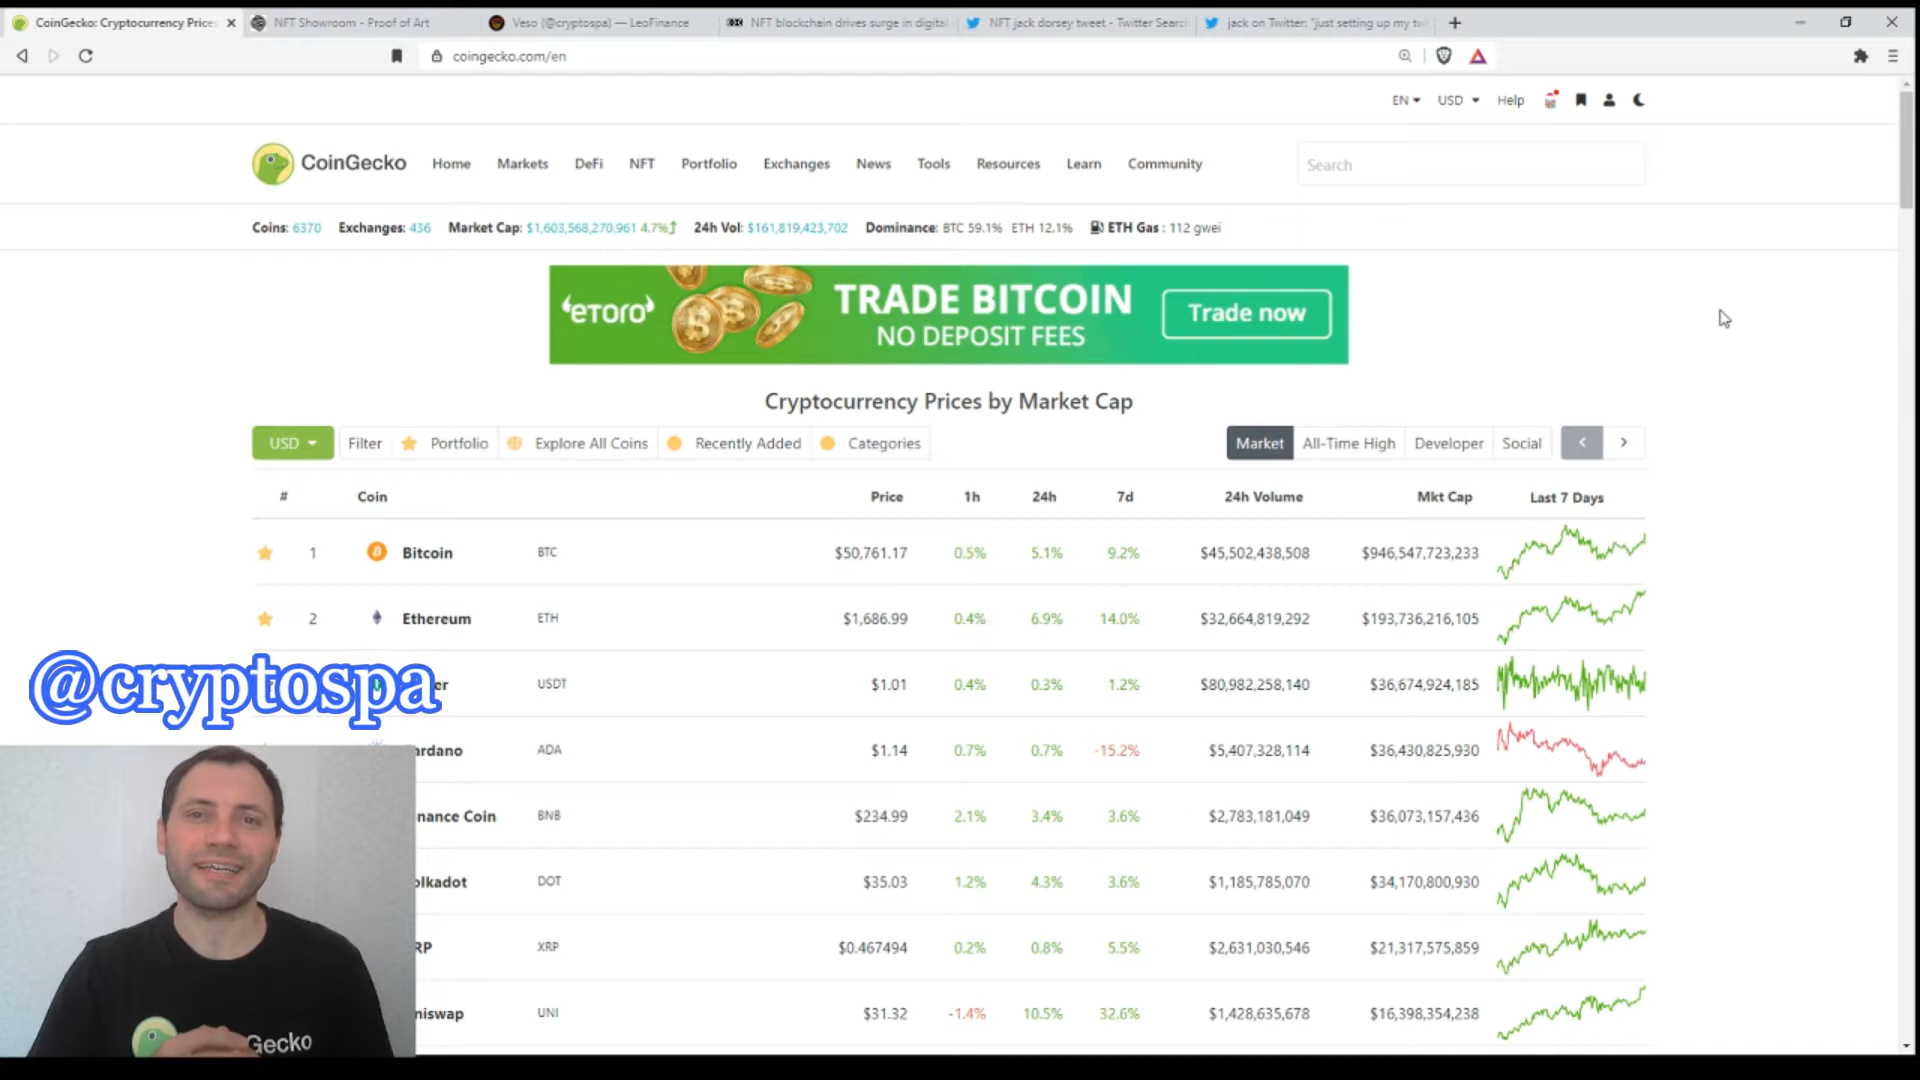 CoinGecko: Cryptocurrency Prices
NFT Showroom - Proof of Art
Veso (@cryptospa) — LeoFinance
NFT blockchain drives surge in digital
NFT jack dorsey tweet - Twitter Search
jack on Twitter: "just setting up my tw
coingecko.com/en
EN USD Help
CoinGecko Home Markets DeFi NFT Portfolio Exchanges News Tools Resources Learn Community Search
Coins: 6370 Exchanges: 436 Market Cap: $1,603,568,270,961 4.7% 24h Vol: $161,819,423,702 Dominance: BTC 59.1% ETH 12.1% ETH Gas : 112 gwei
eToro TRADE BITCOIN
NO DEPOSIT FEES
Trade now
Cryptocurrency Prices by Market Cap
USD Filter Portfolio Explore All Coins Recently Added Categories Market All-Time High Developer Social
# Coin Price 1h 24h 7d 24h Volume Mkt Cap Last 7 Days
1 Bitcoin BTC $50,761.17 0.5% 5.1% 9.2% $45,502,438,508 $946,547,723,233
2 Ethereum ETH $1,686.99 0.4% 6.9% 14.0% $32,664,819,292 $193,736,216,105
@cryptospa
er USDT $1.01 0.4% 0.3% 1.2% $80,982,258,140 $36,674,924,185
ardano ADA $1.14 0.7% 0.7% -15.2% $5,407,328,114 $36,430,825,930
nance Coin BNB $234.99 2.1% 3.4% 3.6% $2,783,181,049 $36,073,157,436
olkadot DOT $35.03 1.2% 4.3% 3.6% $1,185,785,070 $34,170,800,930
RP XRP $0.467494 0.2% 0.8% 5.5% $2,631,030,546 $21,317,575,859
niswap UNI $31.32 -1.4% 10.5% 32.6% $1,428,635,678 $16,398,354,238
Gecko